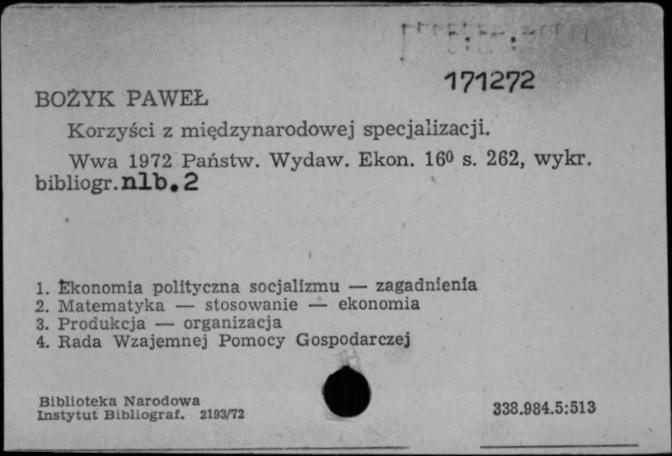 171272
BOŻYK PAWEŁ
Korzyści z międzynarodowej specjalizacji.
Wwa 1972 Państw. Wydaw. Ekon. 16⁰ s. 262, wykr.
bibliogr. nlb. 2
1. Ekonomia polityczna socjalizmu — zagadnienia
2. Matematyka — stosowanie — ekonomia
3. Produkcja — organizacja
4. Rada Wzajemnej Pomocy Gospodarczej
Biblioteka Narodowa
Instytut Bibliograf. 2193/72
338.984.5:513